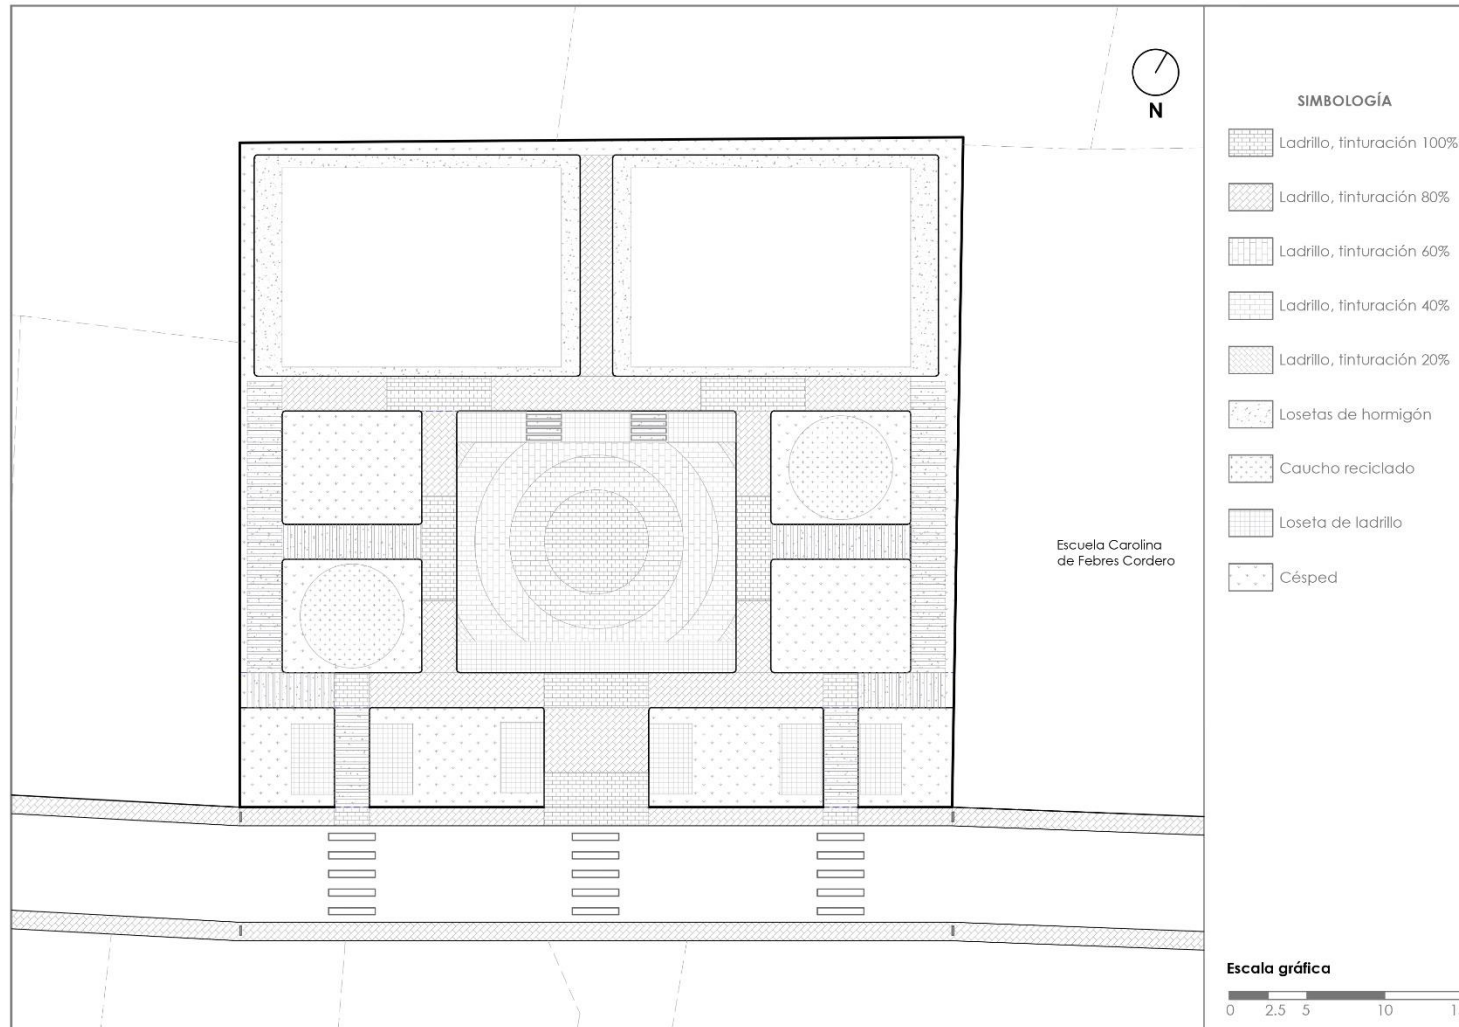 N
SIMBOLOGÍA
Ladrillo, tinturación 100%
Ladrillo, tinturación 80%
Ladrillo, tinturación 60%
Ladrillo, tinturación 40%
Ladrillo, tinturación 20%
Losetas de hormigón
Caucho reciclado
Loseta de ladrillo
Césped
Escuela Carolina
de Febres Cordero
Escala gráfica
0 2.5 5 10